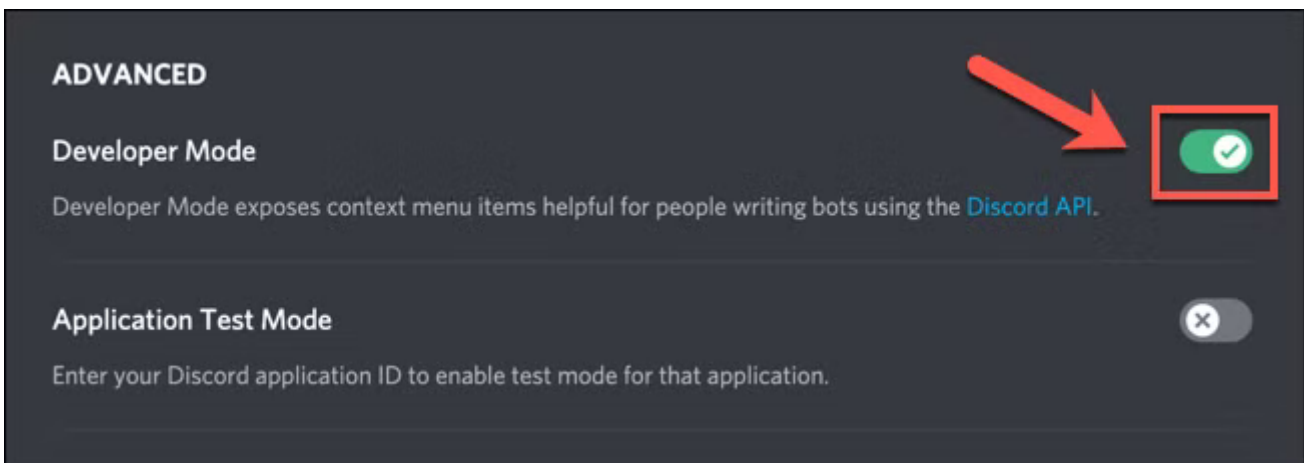 ADVANCED
Developer Mode
Developer Mode exposes context menu items helpful for people writing bots using the Discord API.
Application Test Mode
Enter your Discord application ID to enable test mode for that application.